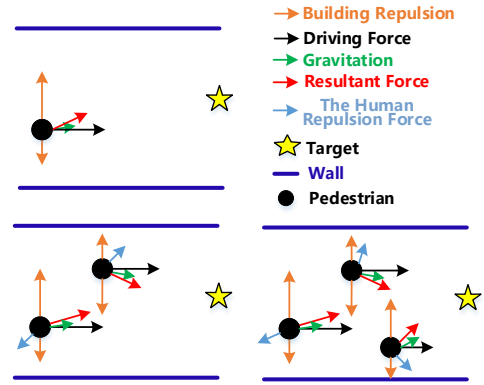 Building Repulsion
Driving Force
Gravitation
Resultant Force
The Human
Repulsion Force
Target
Wall
Pedestrian